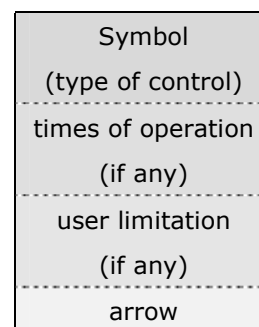 Symbol
(type of control)
times of operation
(if any)
user limitation
(if any)
arrow